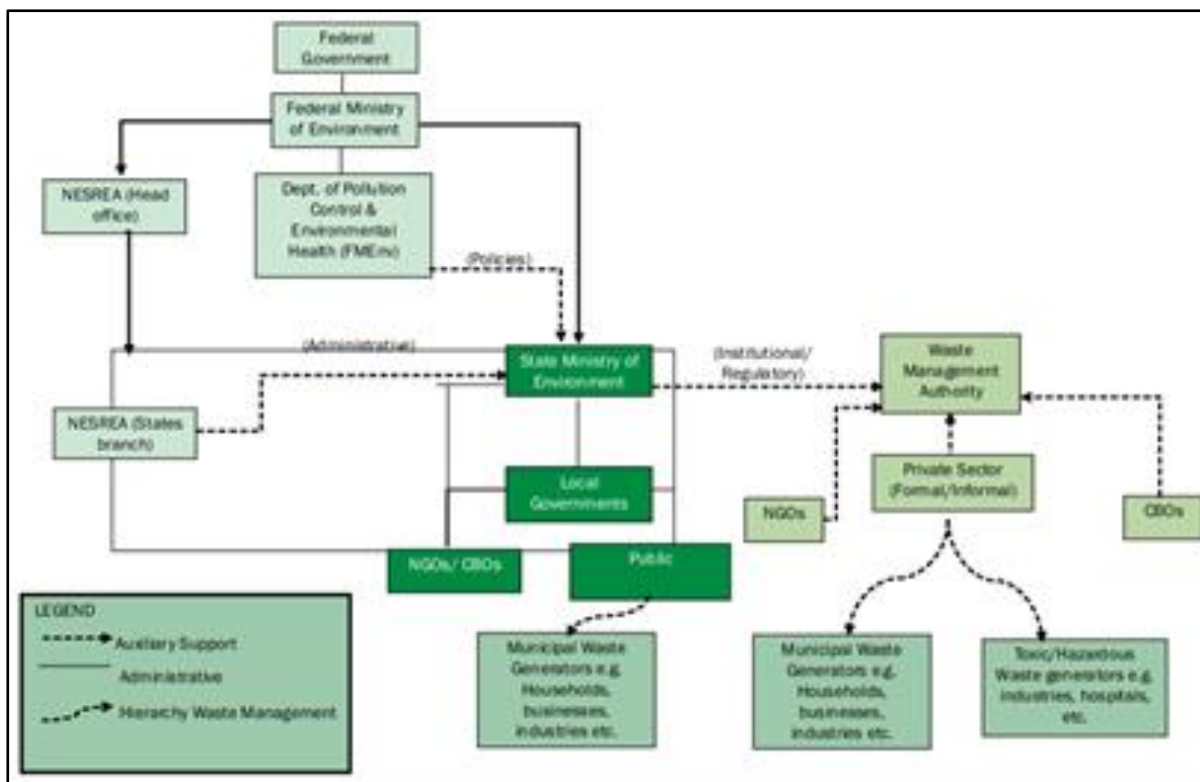 Federal
Government
Federal Ministry
of Environment
NESREA (Head
office)
Dept. of Pollution
Control &
Environmental
Health (FMEnv)
(Policies)
(Administrative)
State Ministry of
Environment
(Institutional/
Regulatory)
Waste
Management
Authority
NESREA (States
branch)
Local
Governments
Private Sector
(Formal/Informal)
NGOs
CBOs
NGOs/ CBOs
Public
LEGEND
Auxiliary Support
Administrative
Hierarchy Waste Management
Municipal Waste
Generators e.g.
Households,
businesses,
industries etc.
Municipal Waste
Generators e.g.
Households,
businesses,
industries etc.
Toxic/Hazardous
Waste generators e.g.
industries, hospitals,
etc.